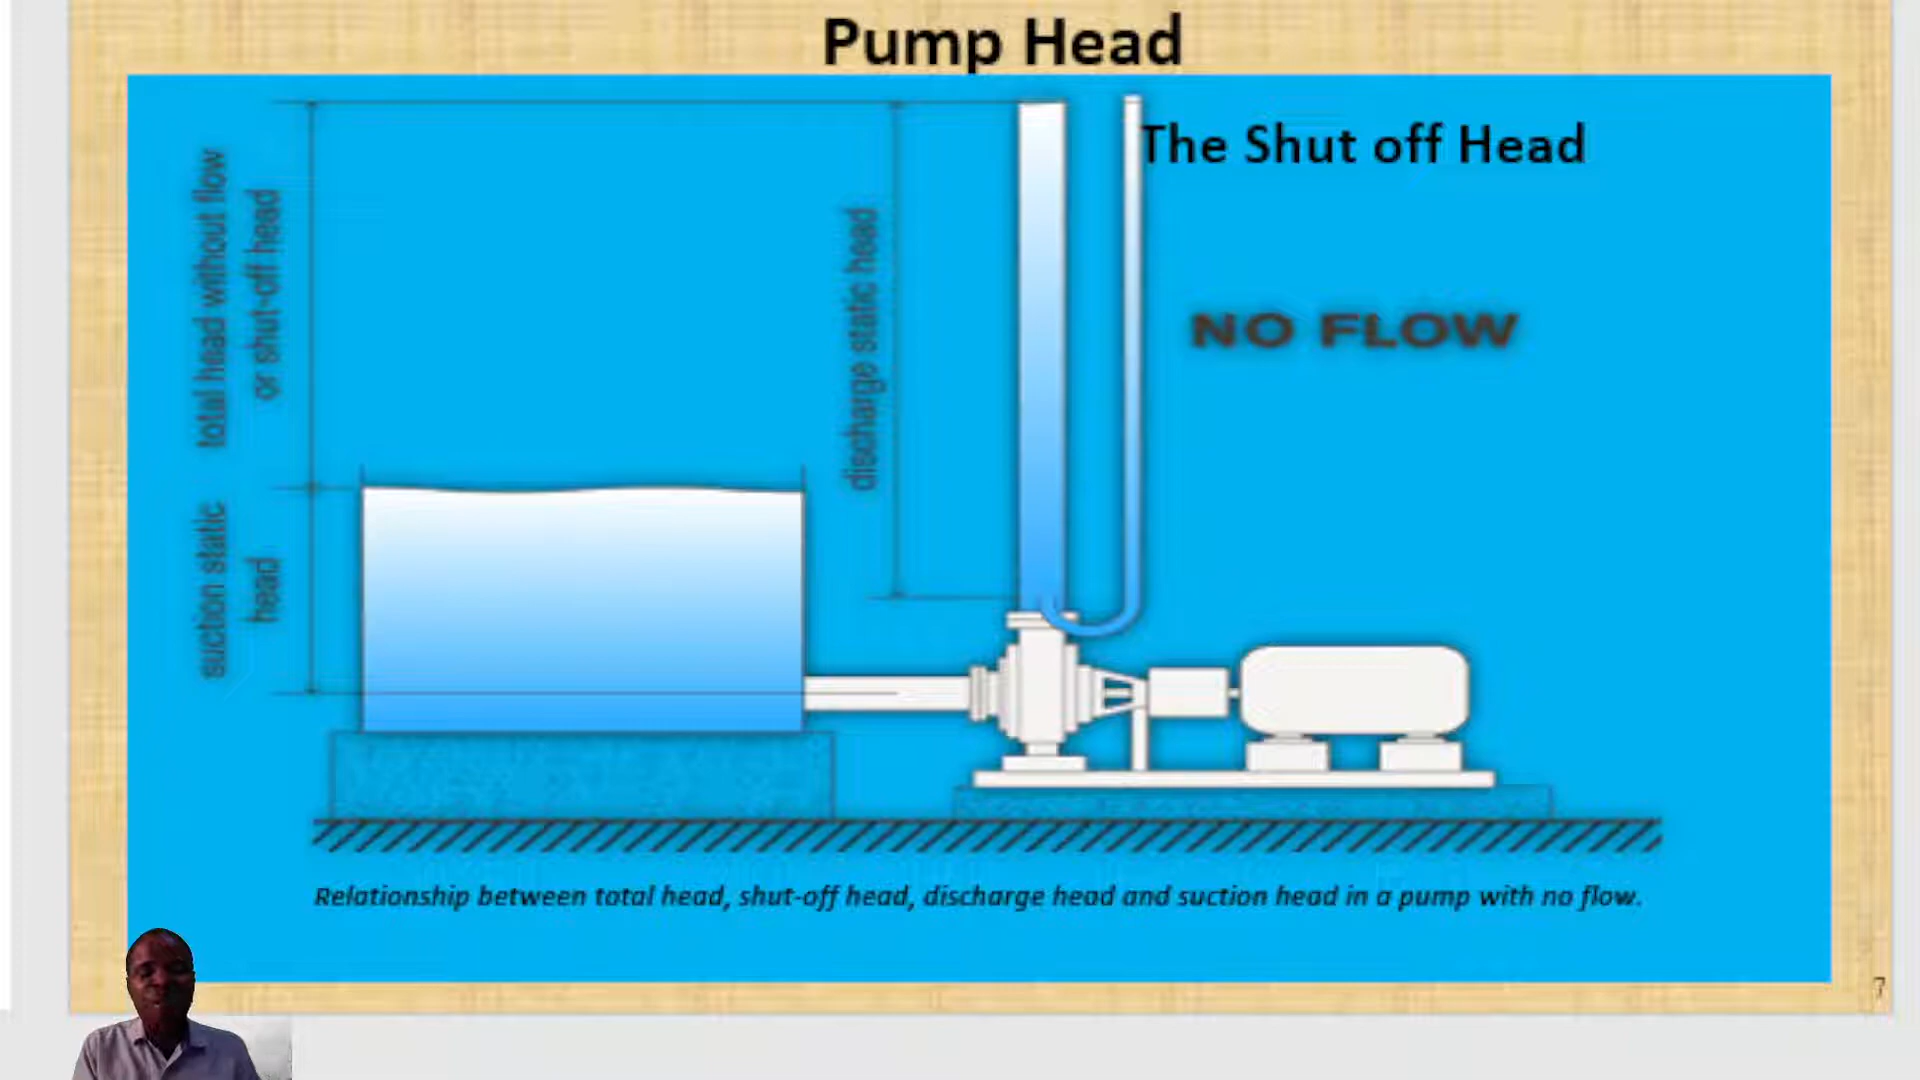 Pump Head
The Shut off Head
total head without flow
or shut-off head
discharge static head
NO FLOW
suction static
head
Relationship between total head, shut-off head, discharge head and suction head in a pump with no flow.
7